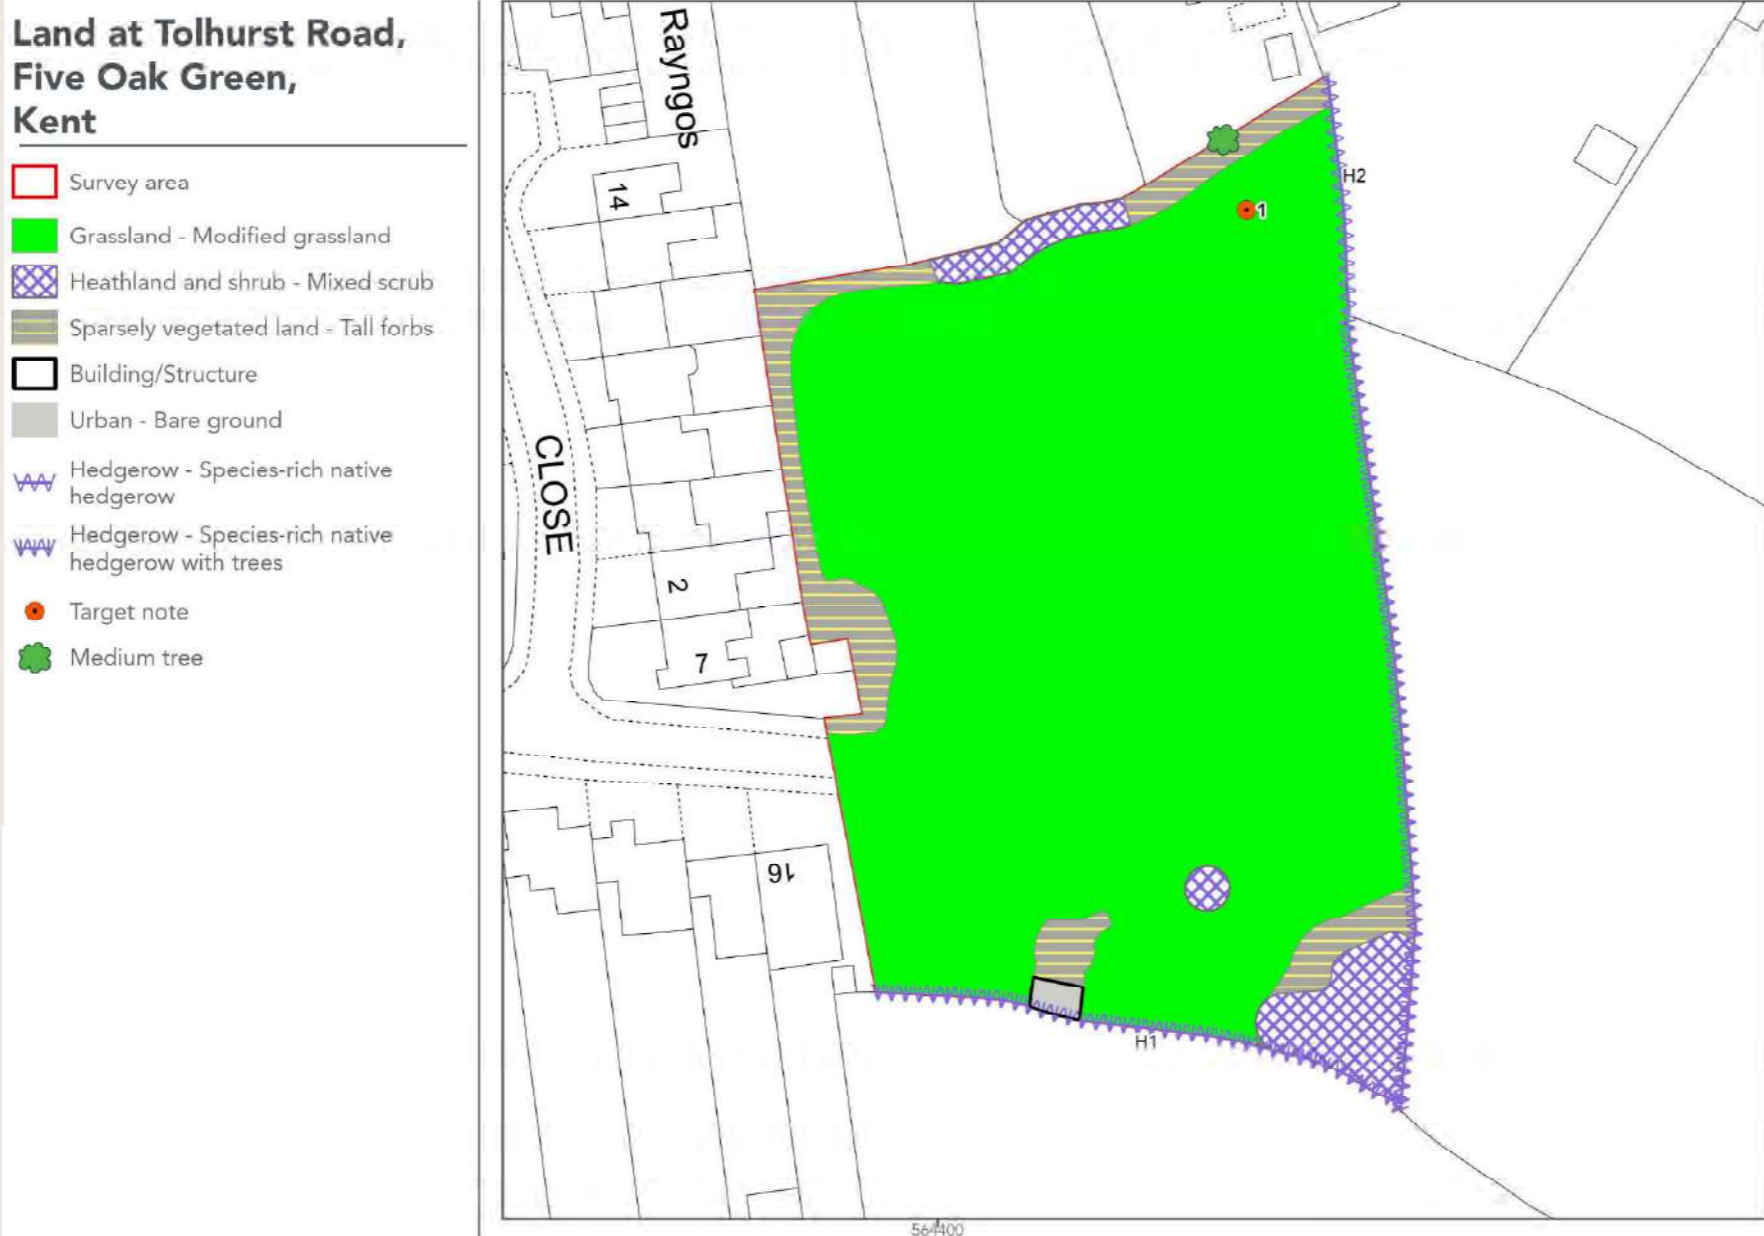 Land at Tolhurst Road,
Five Oak Green,
Kent
Survey area
Grassland - Modified grassland
Heathland and shrub - Mixed scrub
Sparsely vegetated land - Tall forbs
Building/Structure
Urban - Bare ground
Hedgerow - Species-rich native
hedgerow
Hedgerow - Species-rich native
hedgerow with trees
Target note
Medium tree
Rayngos
14
H2
1
CLOSE
2
7
16
H1
564400